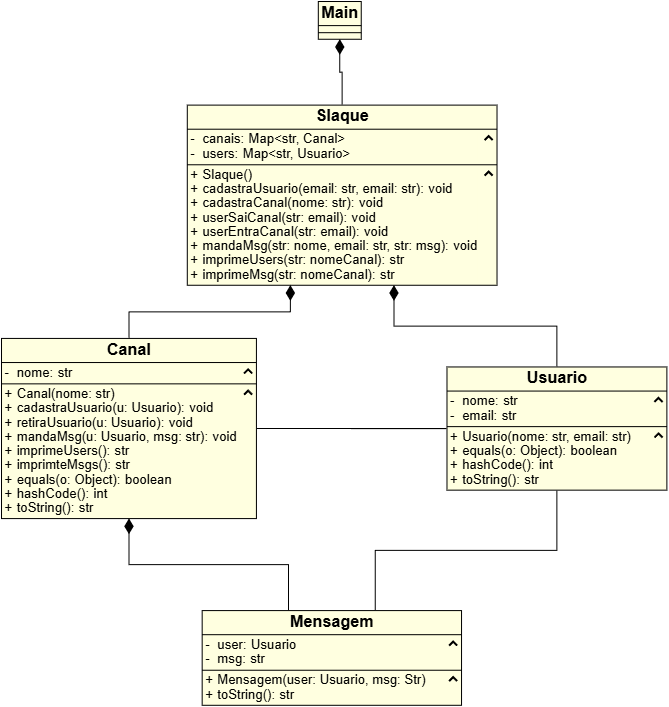 Main
Slaque
- canais: Map<str, Canal>
- users: Map<str, Usuario>
+ Slaque()
+ cadastraUsuario(email: str, email: str): void
+ cadastraCanal(nome: str): void
+ userSaiCanal(str: email): void
+ userEntraCanal(str: email): void
+ mandaMsg(str: nome, email: str, str: msg): void
+ imprimeUsers(str: nomeCanal): str
+ imprimeMsg(str: nomeCanal): str
Canal
- nome: str
+ Canal(nome: str)
+ cadastraUsuario(u: Usuario): void
+ retiraUsuario(u: Usuario): void
+ mandaMsg(u: Usuario, msg: str): void
+ imprimeUsers(): str
+ imprimteMsgs(): str
+ equals(o: Object): boolean
+ hashCode(): int
+ toString(): str
Usuario
- nome: str
- email: str
+ Usuario(nome: str, email: str)
+ equals(o: Object): boolean
+ hashCode(): int
+ toString(): str
Mensagem
- user: Usuario
- msg: str
+ Mensagem(user: Usuario, msg: Str)
+ toString(): str